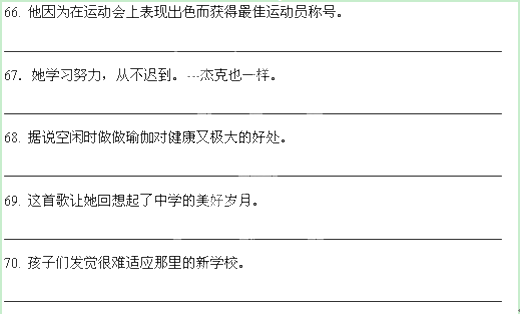 66. 他因为在运动会上表现出色而获得最佳运动员称号。
67. 她学习努力，从不迟到。---杰克也一样。
68. 据说空闲时做做瑜伽对健康又极大的好处。
69. 这首歌让她回想起了中学的美好岁月。
70. 孩子们发觉很难适应那里的新学校。